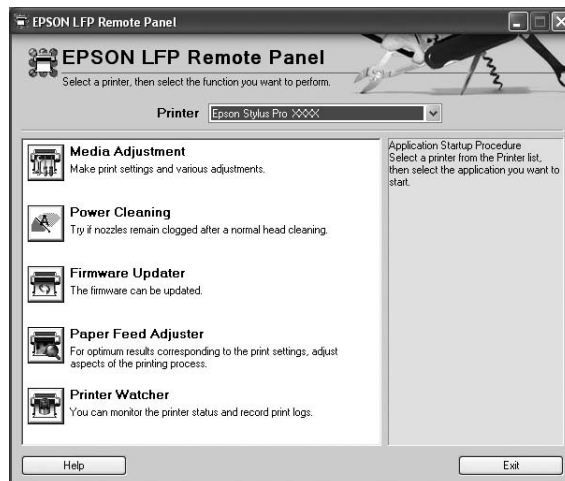 EPSON LFP Remote Panel
EPSON LFP Remote Panel
Select a printer, then select the function you want to perform.
Printer Epson Stylus Pro XXXX
Media Adjustment
Make print settings and various adjustments.
Power Cleaning
Try if nozzles remain clogged after a normal head cleaning.
Firmware Updater
The firmware can be updated.
Paper Feed Adjuster
For optimum results corresponding to the print settings, adjust
aspects of the printing process.
Printer Watcher
You can monitor the printer status and record print logs.
Application Startup Procedure
Select a printer from the Printer list,
then select the application you want to
start.
Help
Exit